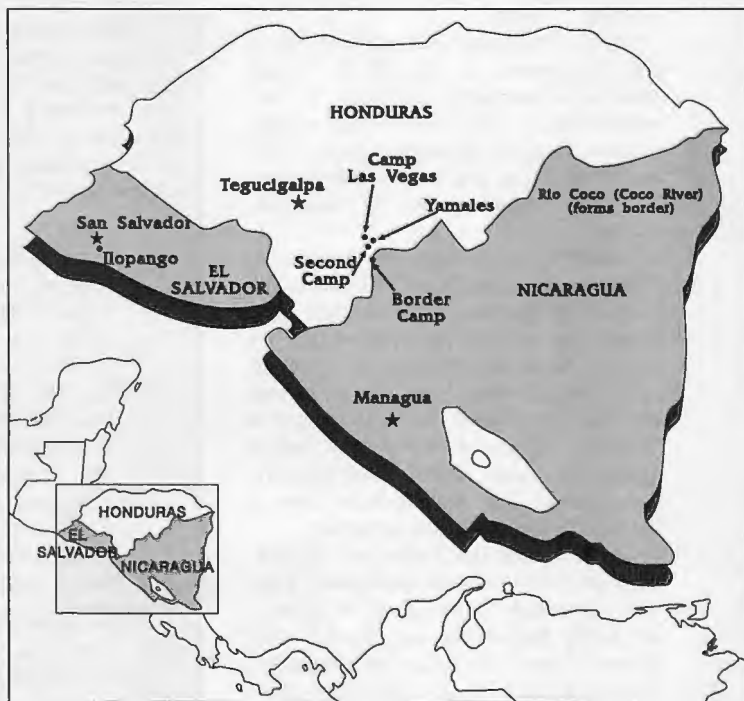 HONDURAS
Camp
Las Vegas
Tegucigalpa
Yamales
Rio Coco (Coco River)
(forms border)
San Salvador
Ilopango
EL
SALVADOR
Second
Camp
Border
Camp
NICARAGUA
Managua
HONDURAS
EL
SALVADOR
NICARAGUA